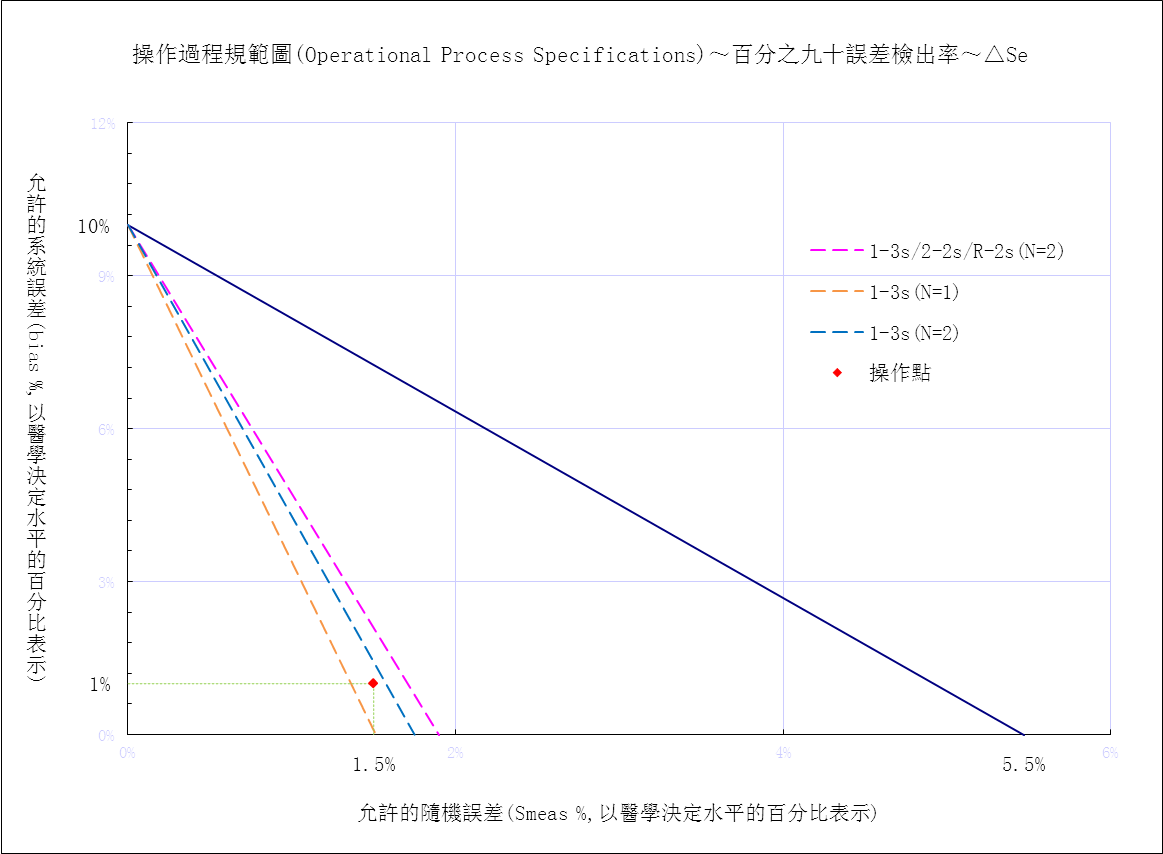 操作過程規範圖(Operational Process Specifications)～百分之九十誤差檢出率～△Se
允許的系統誤差(bias %,以醫學決定水平的百分比表示)
12%
10%
9%
6%
3%
1%
0%
1-3s/2-2s/R-2s(N=2)
1-3s(N=1)
1-3s(N=2)
操作點
0%
2%
4%
6%
1.5%
5.5%
允許的隨機誤差(Smeas %,以醫學決定水平的百分比表示)